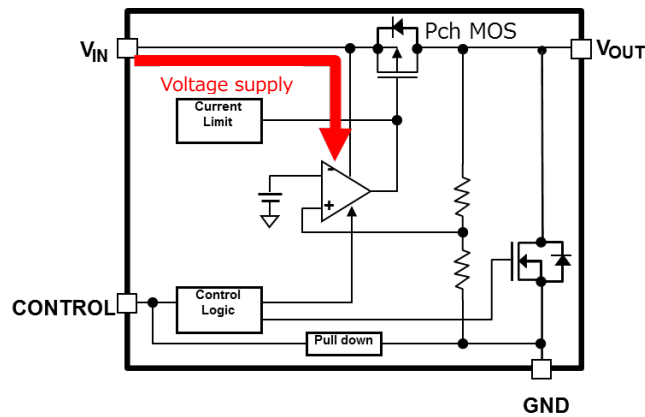 Pch MOS
VIN
VOUT
Voltage supply
Current
Limit
-
+
CONTROL
Control
Logic
Pull down
GND